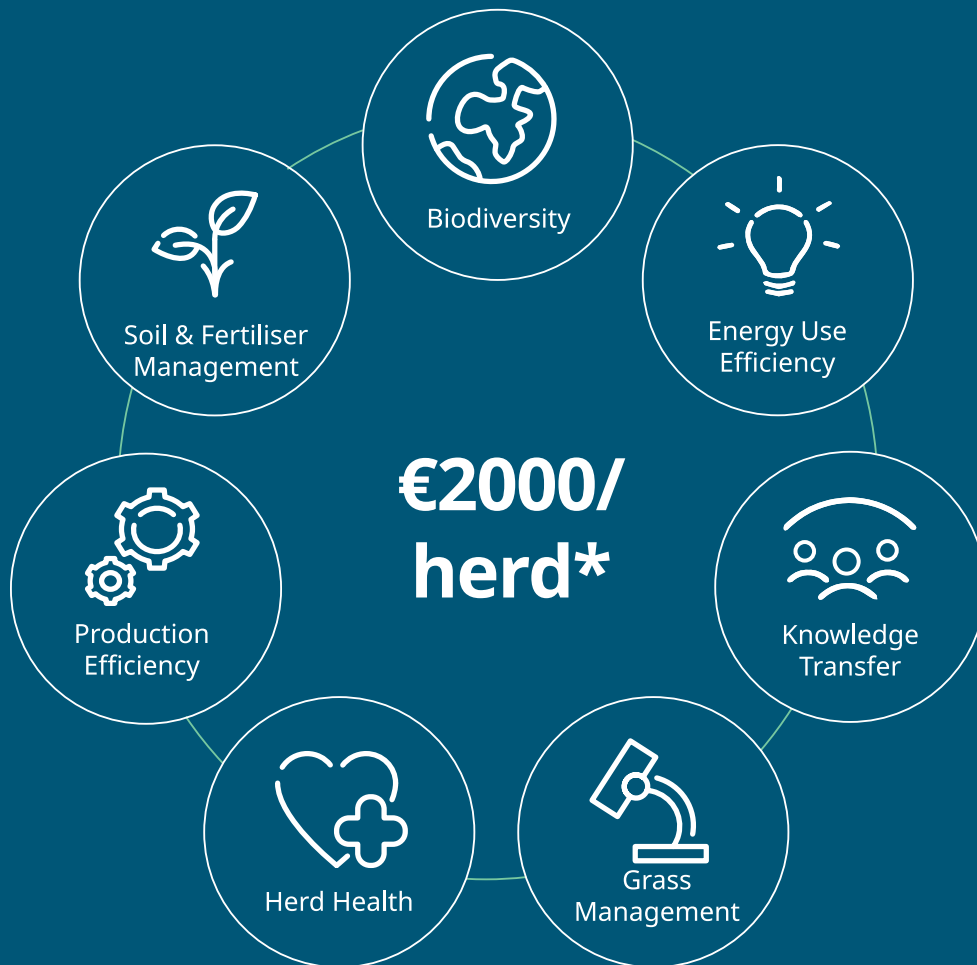 Biodiversity
Energy Use
Efficiency
Soil & Fertiliser
Management
€2000/
herd*
Production
Efficiency
Knowledge
Transfer
Herd Health
Grass
Management